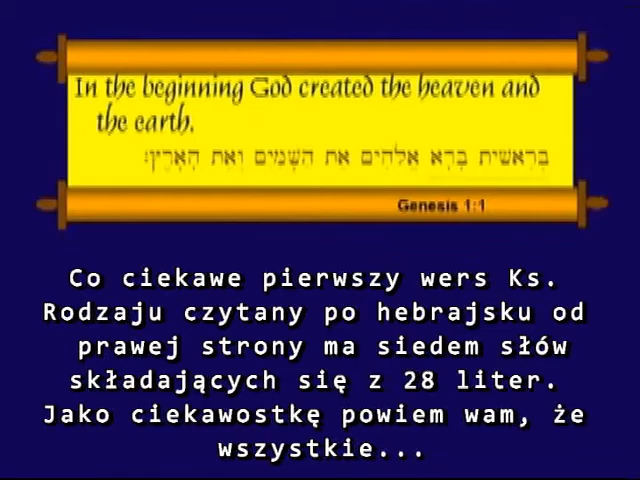 In the beginning God created the heaven and
the earth.
בְּרֵאשִׁית בָּרָא אֱלֹהִים אֵת הַשָּׁמַיִם וְאֵת הָאָרֶץ׃
Genesis 1:1
Co ciekawe pierwszy wers Ks.
Rodzaju czytany po hebrajsku od
prawej strony ma siedem słów
składających się z 28 liter.
Jako ciekawostkę powiem wam, że
wszystkie...